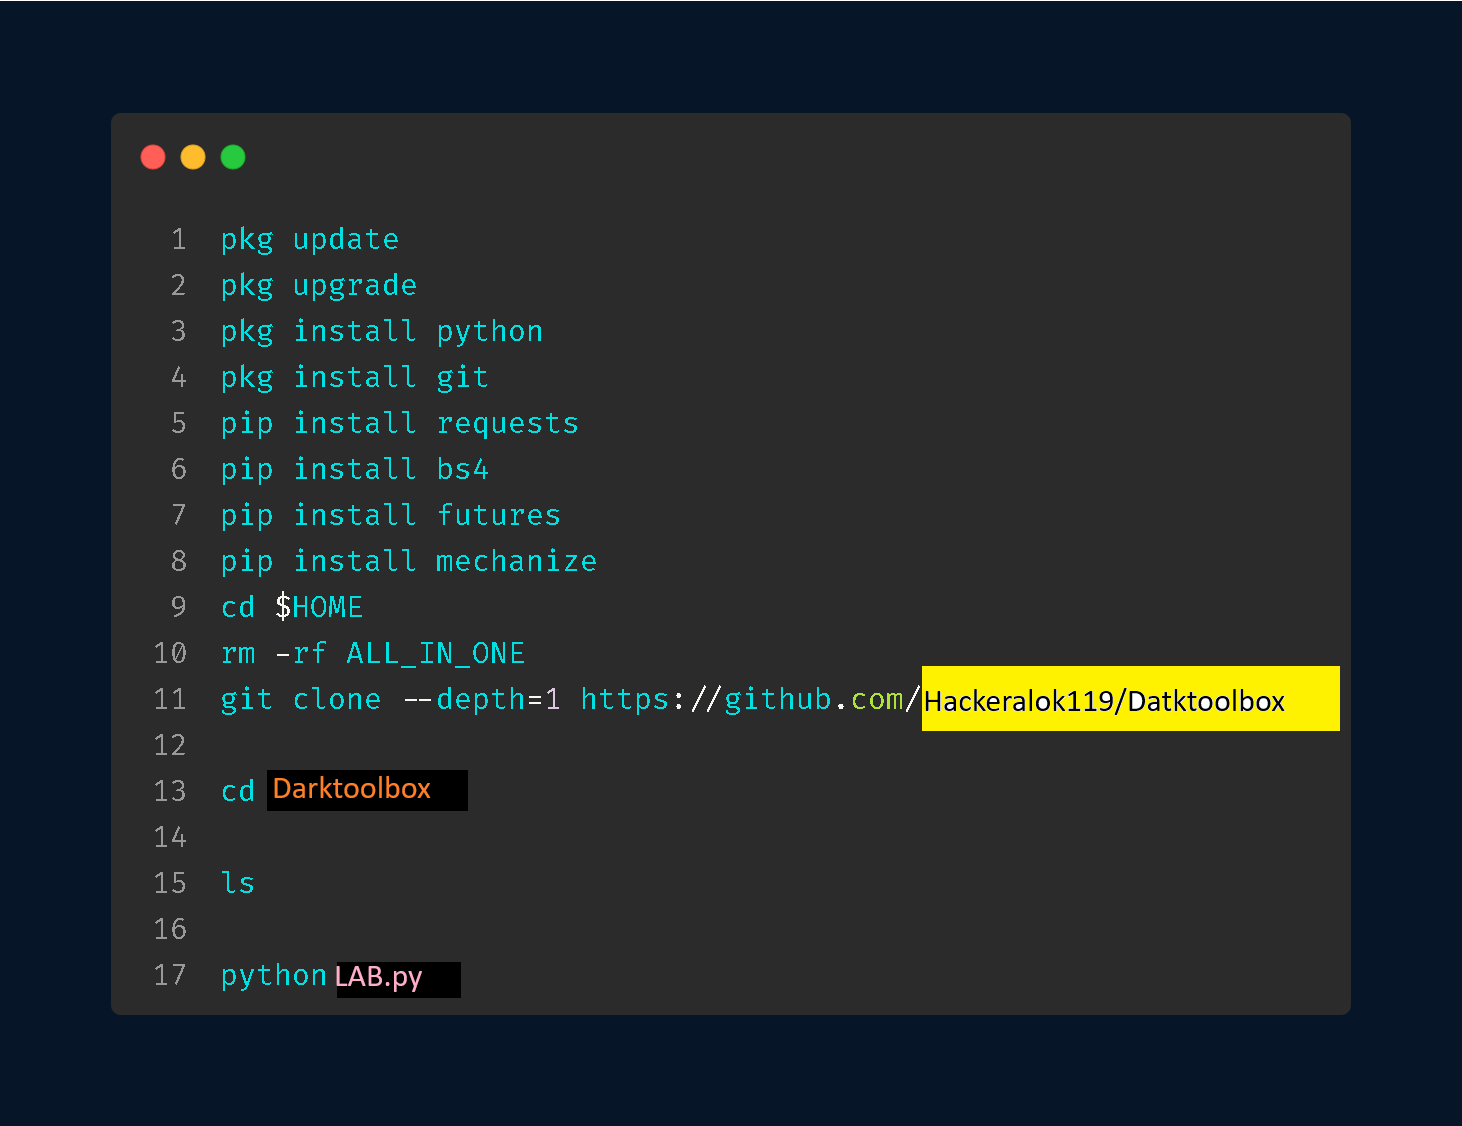 1 pkg update
2 pkg upgrade
3 pkg install python
4 pkg install git
5 pip install requests
6 pip install bs4
7 pip install futures
8 pip install mechanize
9 cd $HOME
10 rm -rf ALL_IN_ONE
11 git clone --depth=1 https://github.com/Hackeralok119/Datktoolbox
12
13 cd Darktoolbox
14
15 ls
16
17 python LAB.py